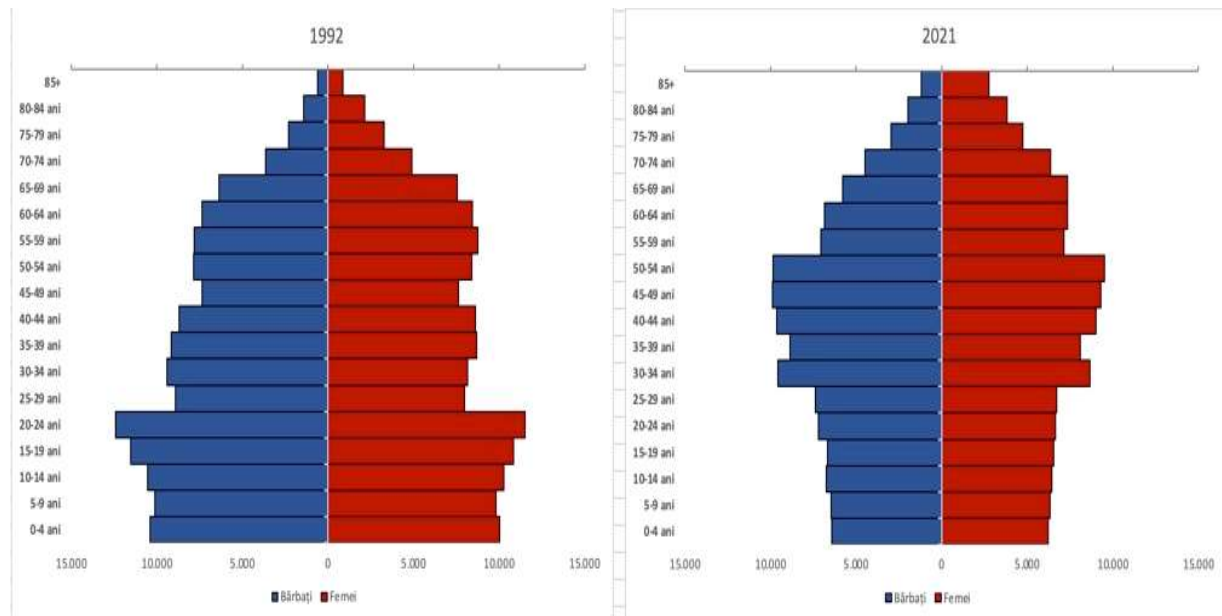 1992
85+
80-84 ani
75-79 ani
70-74 ani
65-69 ani
60-64 ani
55-59 ani
50-54 ani
45-49 ani
40-44 ani
35-39 ani
30-34 ani
25-29 ani
20-24 ani
15-19 ani
10-14 ani
5-9 ani
0-4 ani
15.000 10.000 5.000 0 5.000 10.000 15.000
Bărbați Femei
2021
85+
80-84 ani
75-79 ani
70-74 ani
65-69 ani
60-64 ani
55-59 ani
50-54 ani
45-49 ani
40-44 ani
35-39 ani
30-34 ani
25-29 ani
20-24 ani
15-19 ani
10-14 ani
5-9 ani
0-4 ani
15.000 10.000 5.000 0 5.000 10.000 15.000
Bărbați Femei